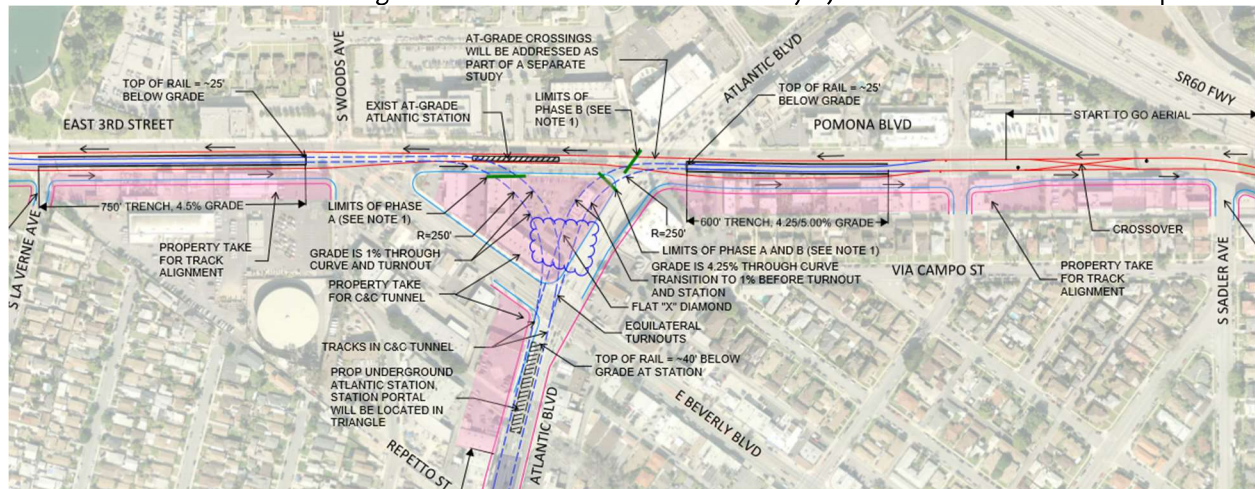 AT-GRADE CROSSINGS
WILL BE ADDRESSED AS
PART OF A SEPARATE
STUDY
S WOODS AVE
ATLANTIC BLVD
SR60 FWY
TOP OF RAIL = ~25'
BELOW GRADE
EXIST AT-GRADE
ATLANTIC STATION
LIMITS OF
PHASE B (SEE
NOTE 1)
TOP OF RAIL = ~25'
BELOW GRADE
EAST 3RD STREET
POMONA BLVD
START TO GO AERIAL
750' TRENCH, 4.5% GRADE
LIMITS OF PHASE
A (SEE NOTE 1)
R=250'
R=250'
600' TRENCH, 4.25/5.00% GRADE
CROSSOVER
S LA VERNE AVE
PROPERTY TAKE
FOR TRACK
ALIGNMENT
GRADE IS 1% THROUGH
CURVE AND TURNOUT
LIMITS OF PHASE A AND B (SEE NOTE 1)
GRADE IS 4.25% THROUGH CURVE
TRANSITION TO 1% BEFORE TURNOUT
AND STATION
VIA CAMPO ST
PROPERTY TAKE
FOR TRACK
ALIGNMENT
S SADLER AVE
PROPERTY TAKE
FOR C&C TUNNEL
FLAT "X" DIAMOND
EQUILATERAL
TURNOUTS
TRACKS IN C&C TUNNEL
TOP OF RAIL = ~40' BELOW
GRADE AT STATION
PROP UNDERGROUND
ATLANTIC STATION,
STATION PORTAL
WILL BE LOCATED IN
TRIANGLE
ATLANTIC BLVD
E BEVERLY BLVD
REPETTO ST